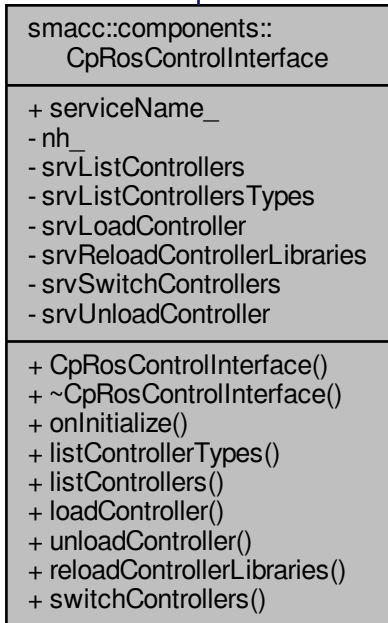 smacc::components::
CpRosControlInterface
+ serviceName_
- nh_
- srvListControllers
- srvListControllersTypes
- srvLoadController
- srvReloadControllerLibraries
- srvSwitchControllers
- srvUnloadController
+ CpRosControlInterface()
+ ~CpRosControlInterface()
+ onInitialize()
+ listControllerTypes()
+ listControllers()
+ loadController()
+ unloadController()
+ reloadControllerLibraries()
+ switchControllers()